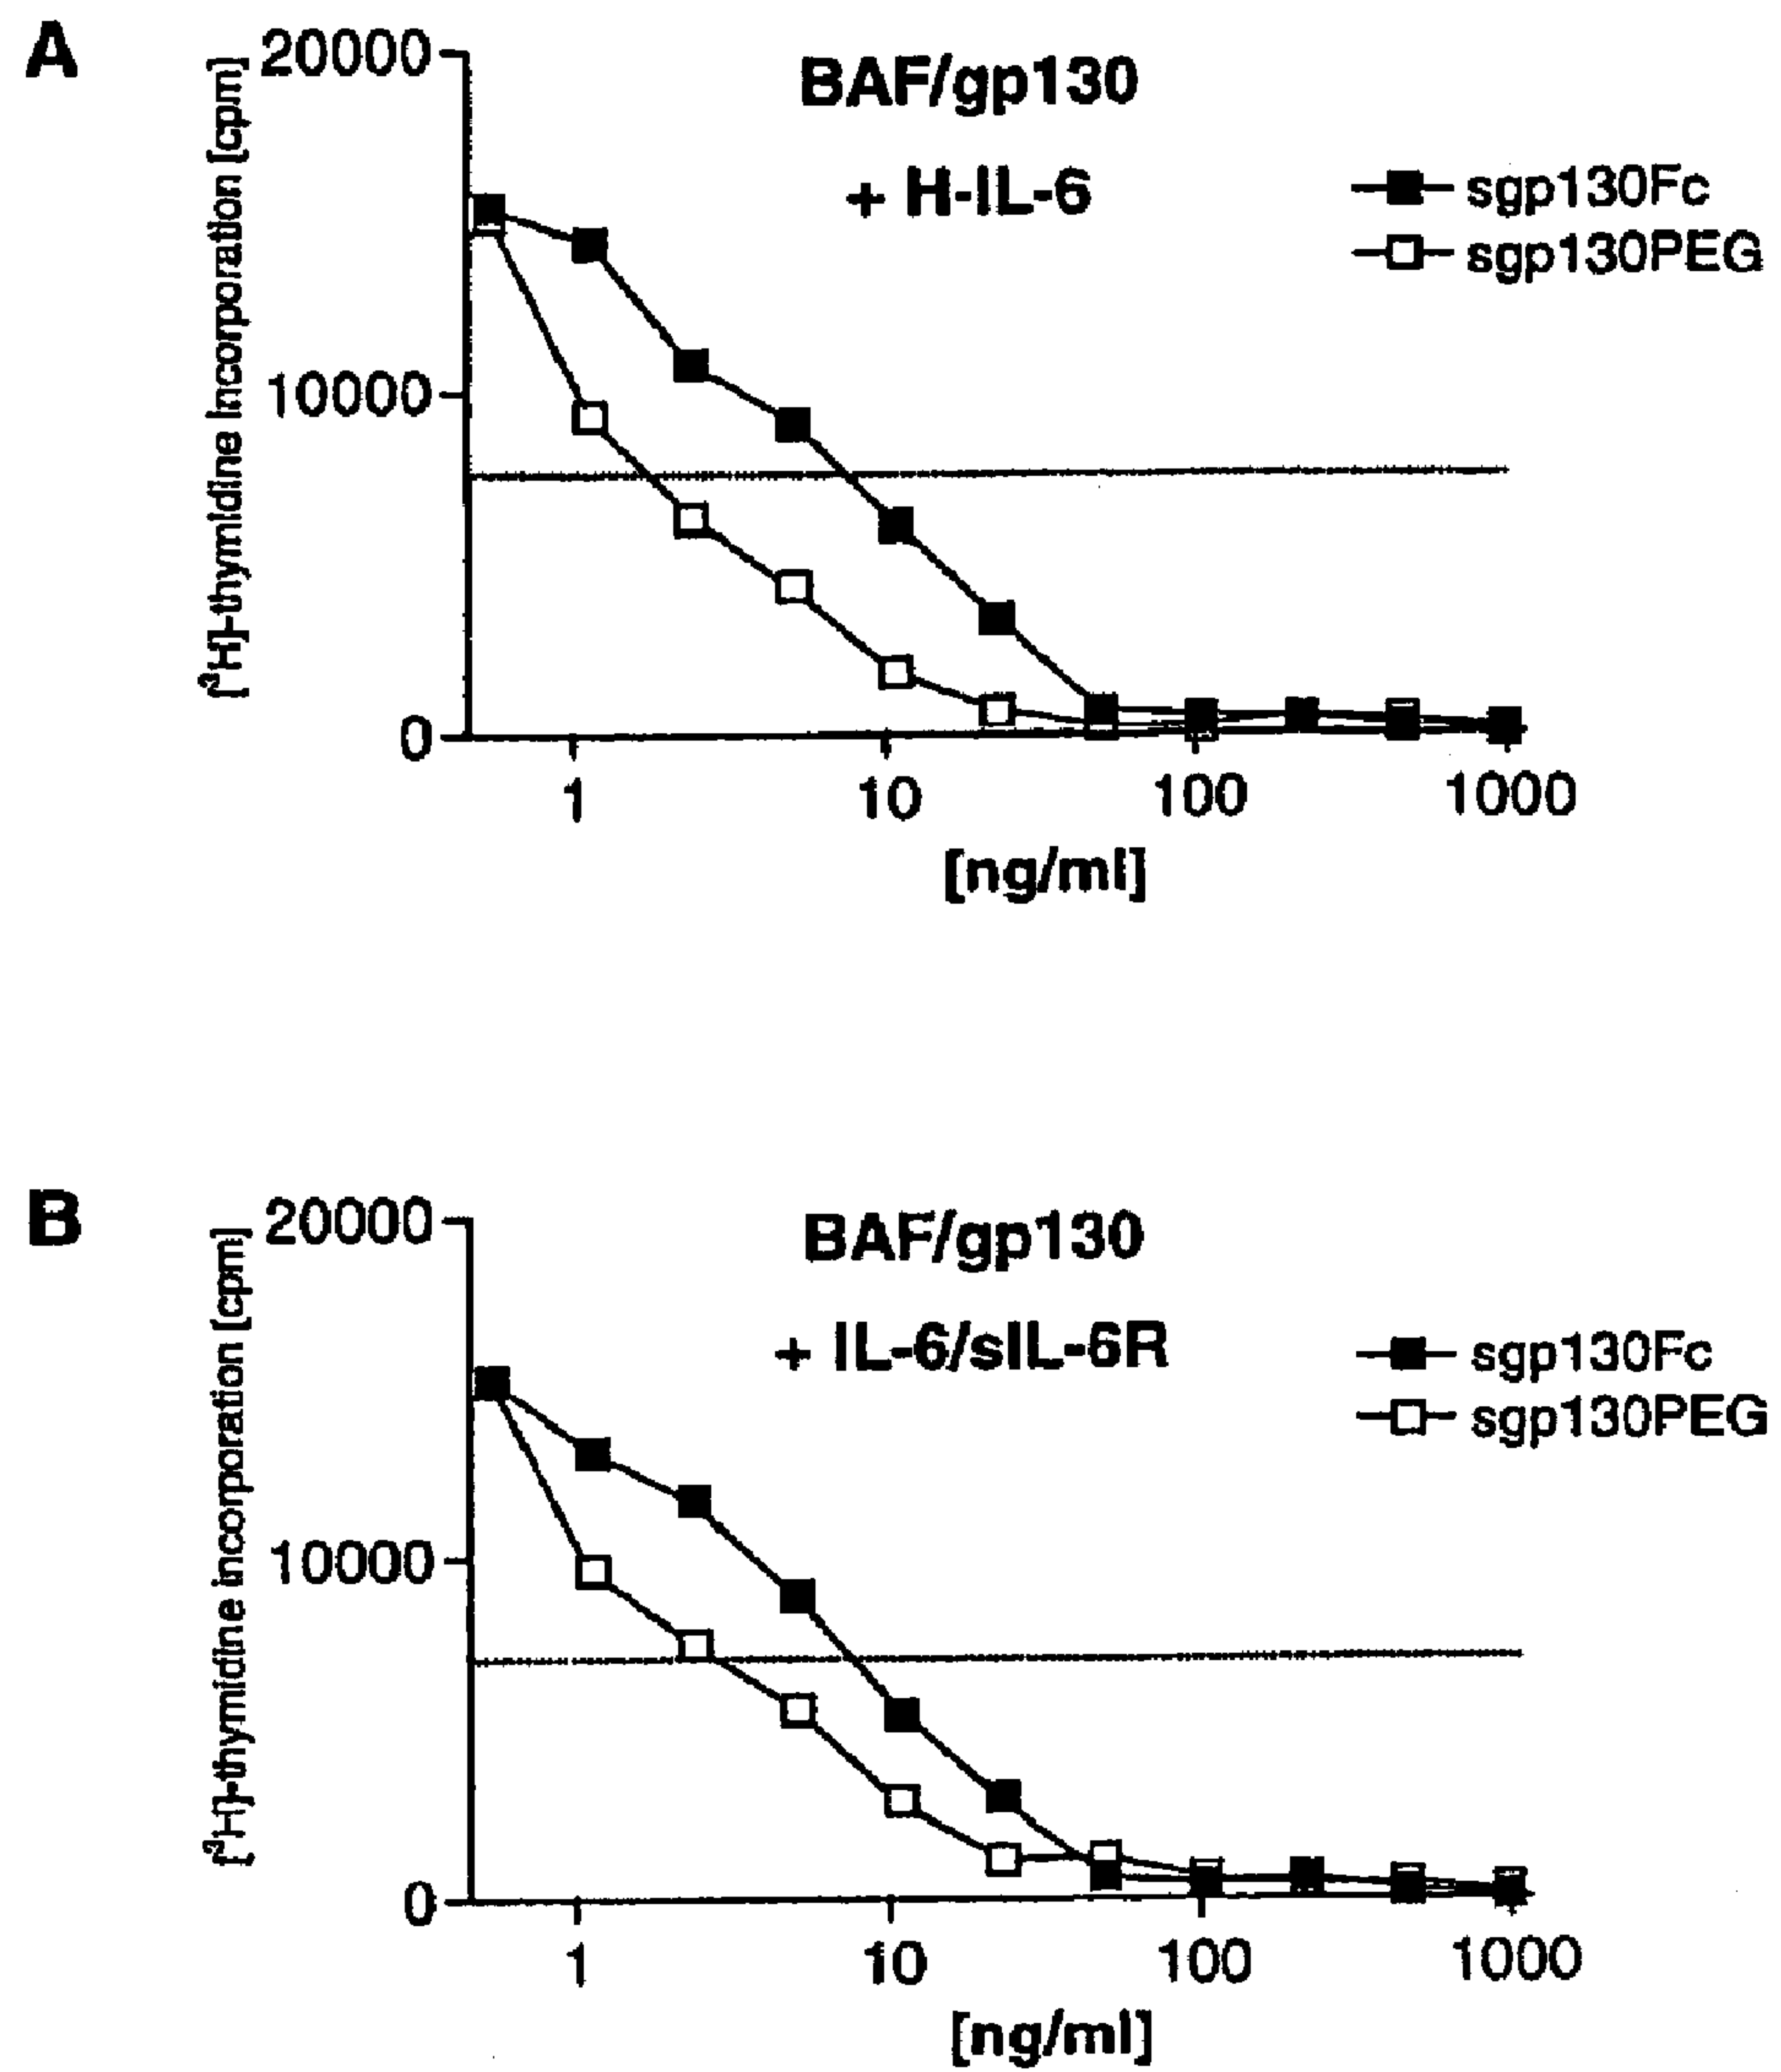 A
20000
BAF/gp130
+ H-IL-6
sgp130Fc
sgp130PEG
[³H]-thymidine incorporation [cpm]
10000
0
1
10
100
1000
[ng/ml]
B
20000
BAF/gp130
+ IL-6/sIL-6R
sgp130Fc
sgp130PEG
[³H]-thymidine incorporation [cpm]
10000
0
1
10
100
1000
[ng/ml]